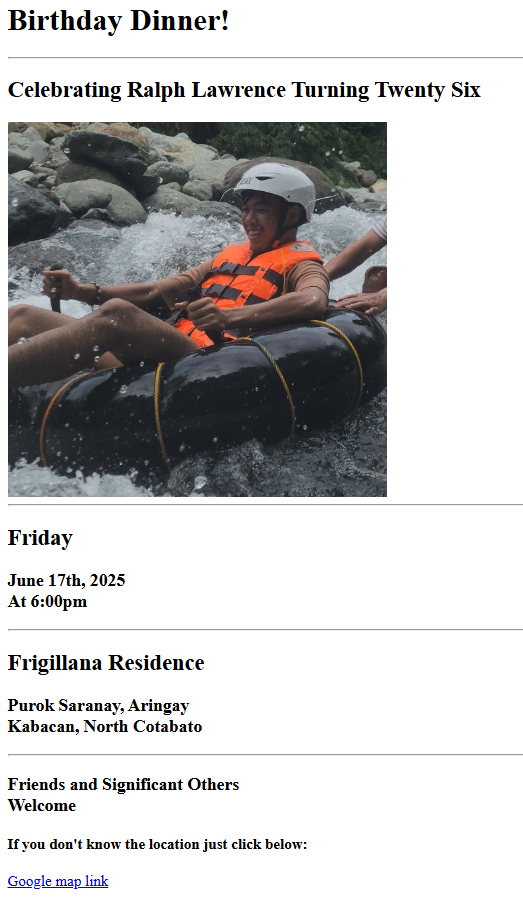 Birthday Dinner!
Celebrating Ralph Lawrence Turning Twenty Six
Friday
June 17th, 2025
At 6:00pm
Frigillana Residence
Purok Saranay, Aringay
Kabacan, North Cotabato
Friends and Significant Others
Welcome
If you don't know the location just click below:
Google map link